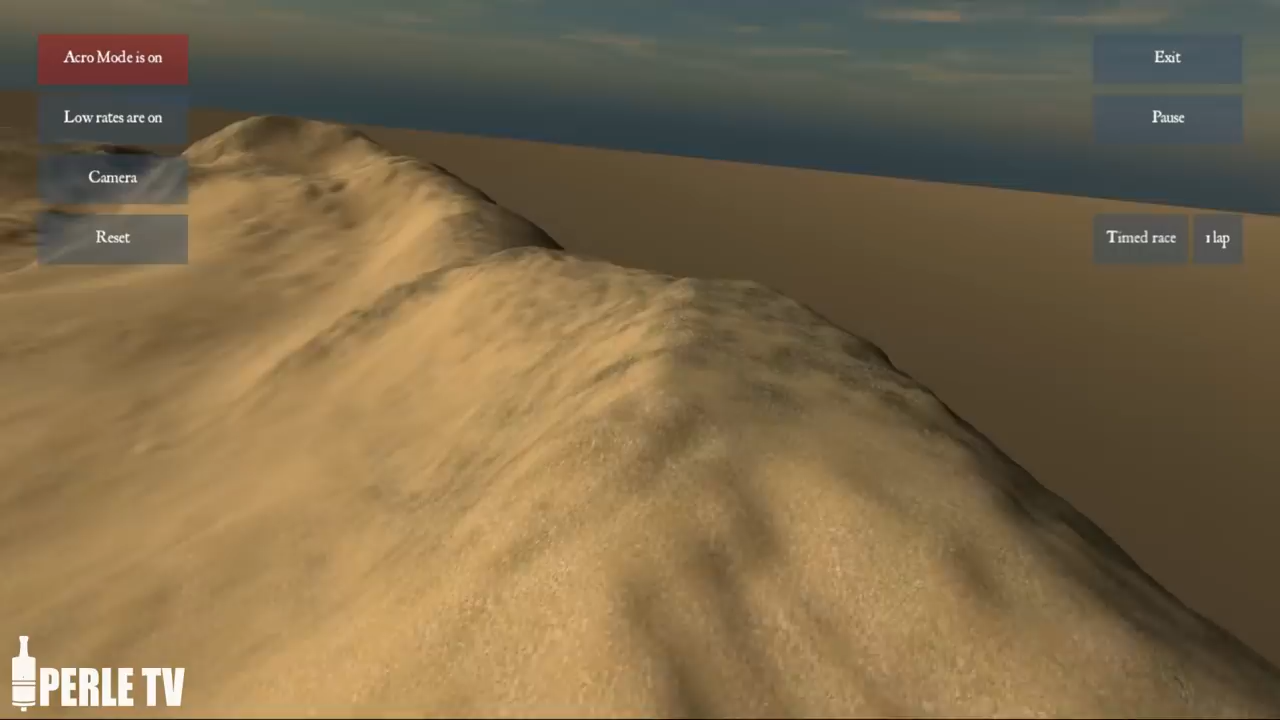 Acro Mode is on
Low rates are on
Camera
Reset
Exit
Pause
Timed race
1 lap
PERLE TV